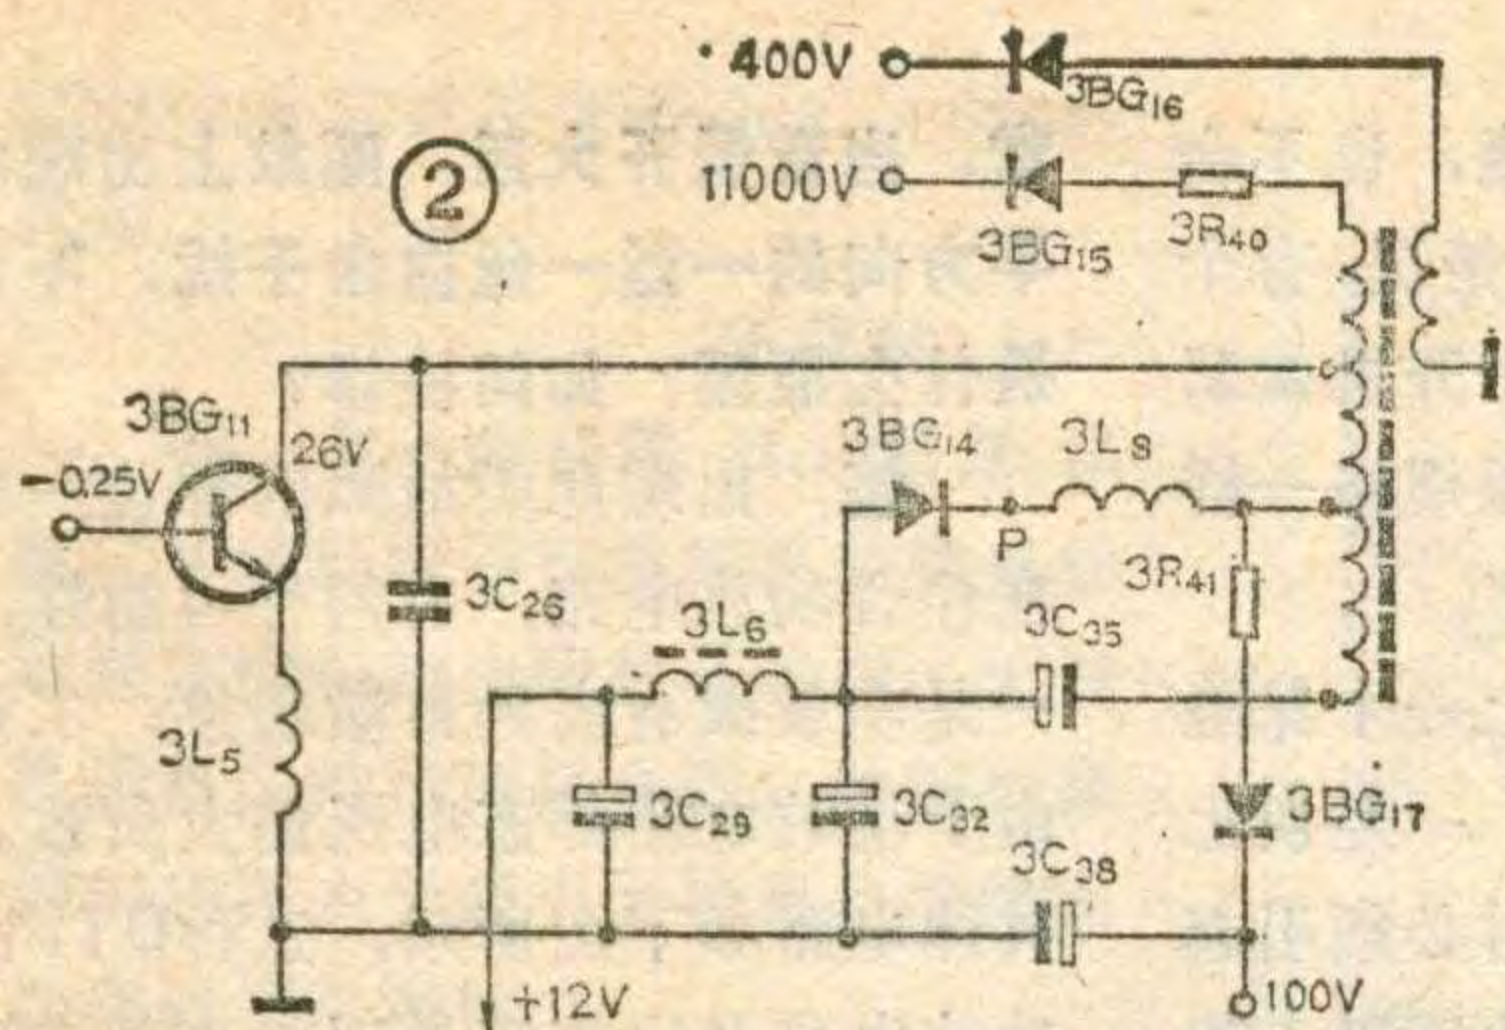 400V
3BG16
②
11000V
3BG15
3R40
3BG11
26V
-0.25V
3BG14
3L8
P
3R41
3C26
3L6
3C35
3L5
3C29
3C32
3BG17
3C38
+12V
100V